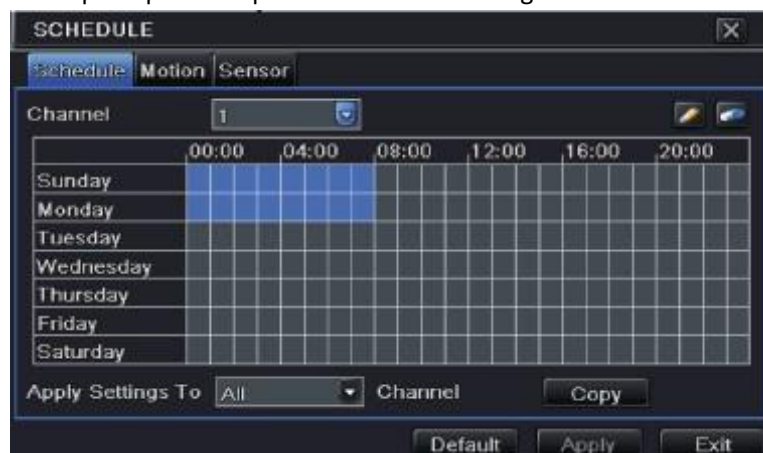 SCHEDULE
Schedule Motion Sensor
Channel 1
00:00 04:00 08:00 12:00 16:00 20:00
Sunday
Monday
Tuesday
Wednesday
Thursday
Friday
Saturday
Apply Settings To All Channel Copy
Default Apply Exit